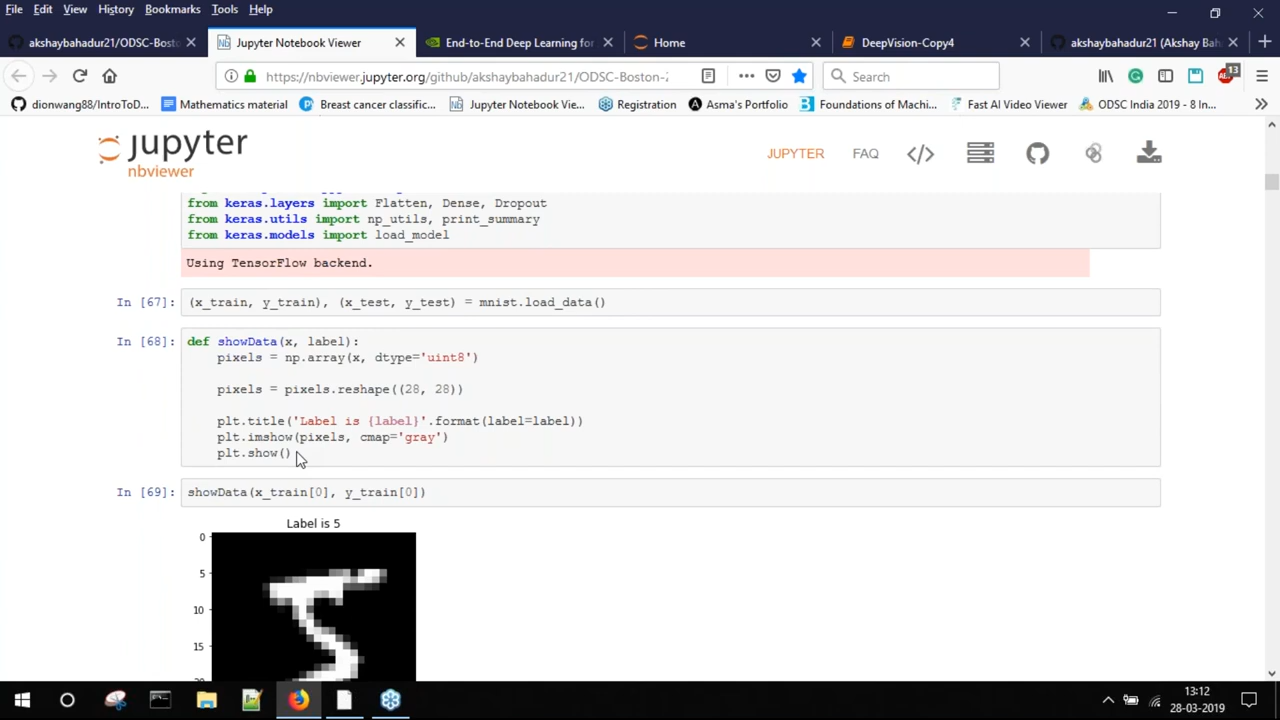 File Edit View History Bookmarks Tools Help
akshaybahadur21/ODSC-Bosto
Jupyter Notebook Viewer
End-to-End Deep Learning for
Home
DeepVision-Copy4
akshaybahadur21 (Akshay Bah
https://nbviewer.jupyter.org/github/akshaybahadur21/ODSC-Boston-2
Search
13
dionwang88/IntroToD...
Mathematics material
Breast cancer classific...
Jupyter Notebook Vie...
Registration
Asma's Portfolio
Foundations of Machi...
Fast AI Video Viewer
ODSC India 2019 - 8 In...
jupyter
nbviewer
JUPYTER FAQ
from keras.layers import Flatten, Dense, Dropout
from keras.utils import np_utils, print_summary
from keras.models import load_model
Using TensorFlow backend.
In [67]: (x_train, y_train), (x_test, y_test) = mnist.load_data()
In [68]: def showData(x, label):
pixels = np.array(x, dtype='uint8')
pixels = pixels.reshape((28, 28))
plt.title('Label is {label}'.format(label=label))
plt.imshow(pixels, cmap='gray')
plt.show()
In [69]: showData(x_train[0], y_train[0])
Label is 5
0
5
10
15
13:12
28-03-2019